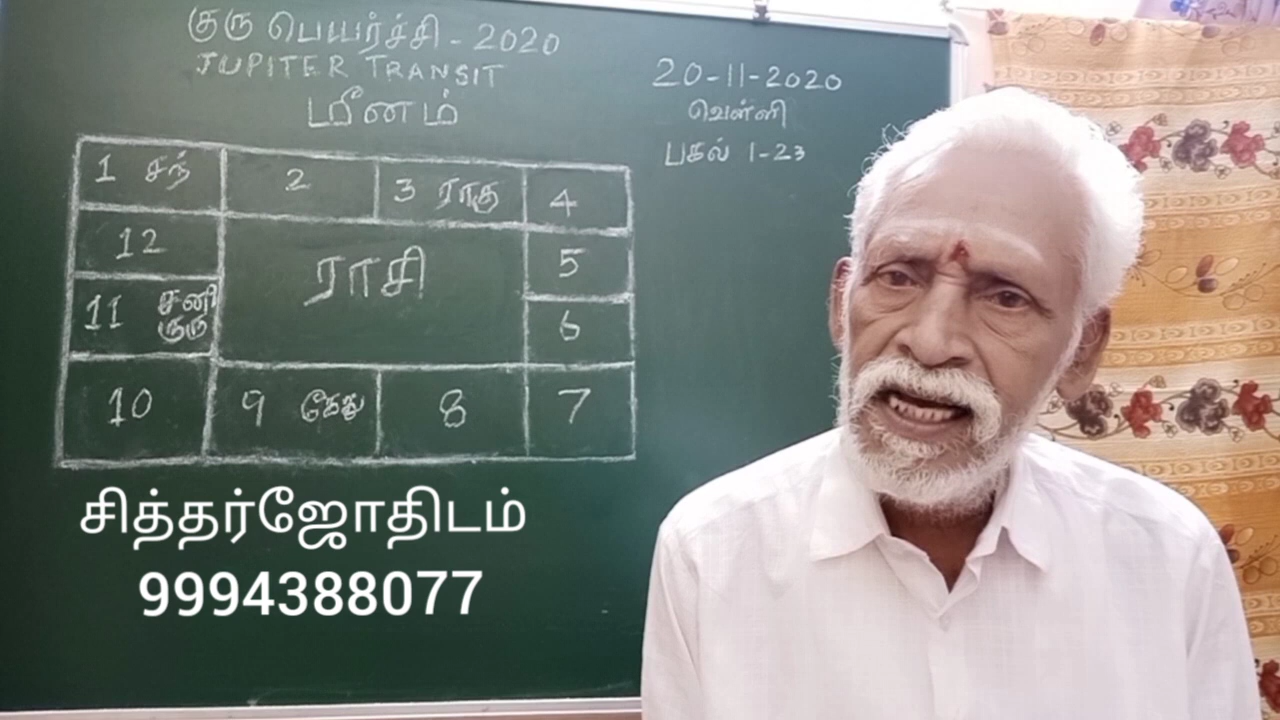 குரு பெயர்ச்சி - 2020
JUPITER TRANSIT
மீனம்
20-11-2020
வெள்ளி
பகல் 1-23
1 சந்
2
3 ராகு
4
12
ராசி
5
11 சனி
குரு
6
10
9 கேது
8
7
சித்தர்ஜோதிடம்
9994388077